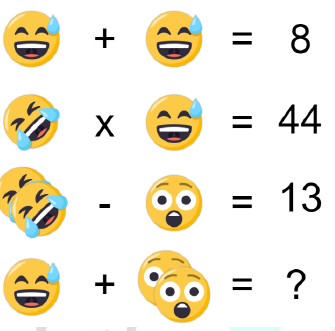 😅 + 😅 = 8
🤣 x 😅 = 44
🤣🤣 - 😲 = 13
😅 + 😲😲 = ?